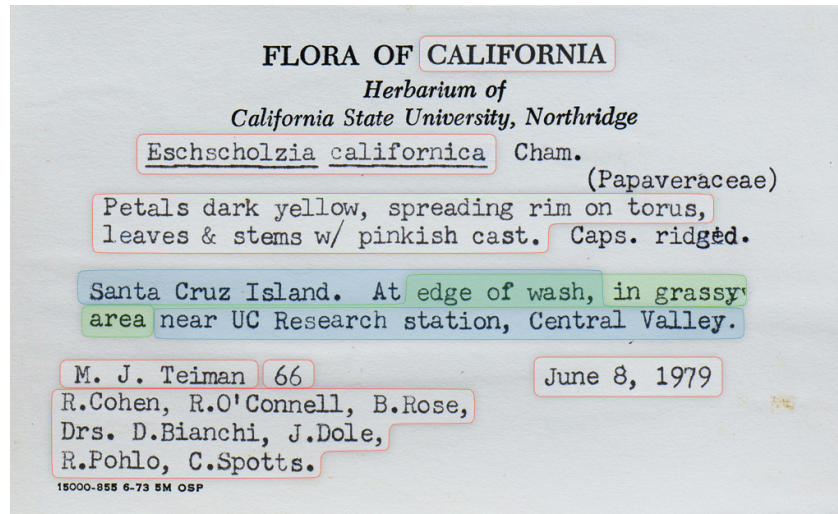 FLORA OF CALIFORNIA
Herbarium of
California State University, Northridge
Eschscholzia californica Cham.
(Papaveraceae)
Petals dark yellow, spreading rim on torus,
leaves & stems w/ pinkish cast. Caps. ridged.
Santa Cruz Island. At edge of wash, in grassy
area near UC Research station, Central Valley.
M. J. Teiman 66 June 8, 1979
R.Cohen, R.O'Connell, B.Rose,
Drs. D.Bianchi, J.Dole,
R.Pohlo, C.Spotts.
15000-855 6-73 5M OSP